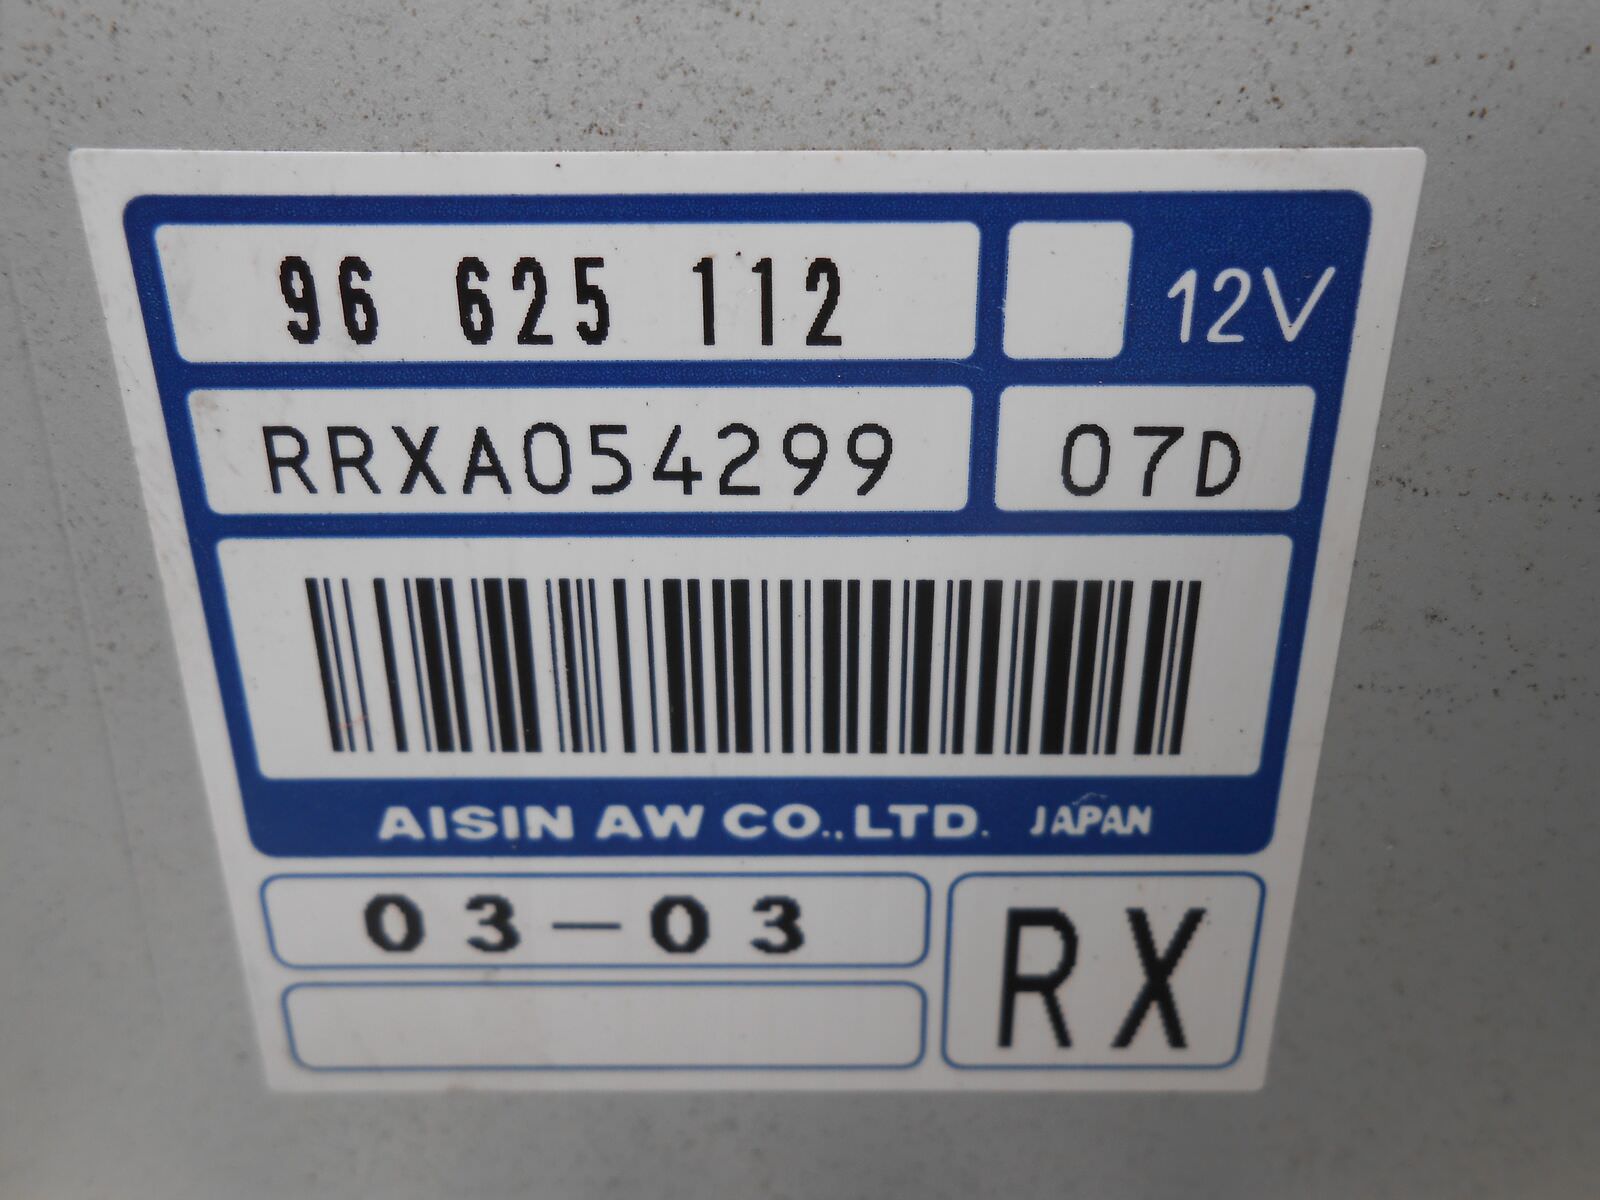 96 625 112
12V
RRXA054299
07D
AISIN AW CO.,LTD. JAPAN
03-03
RX